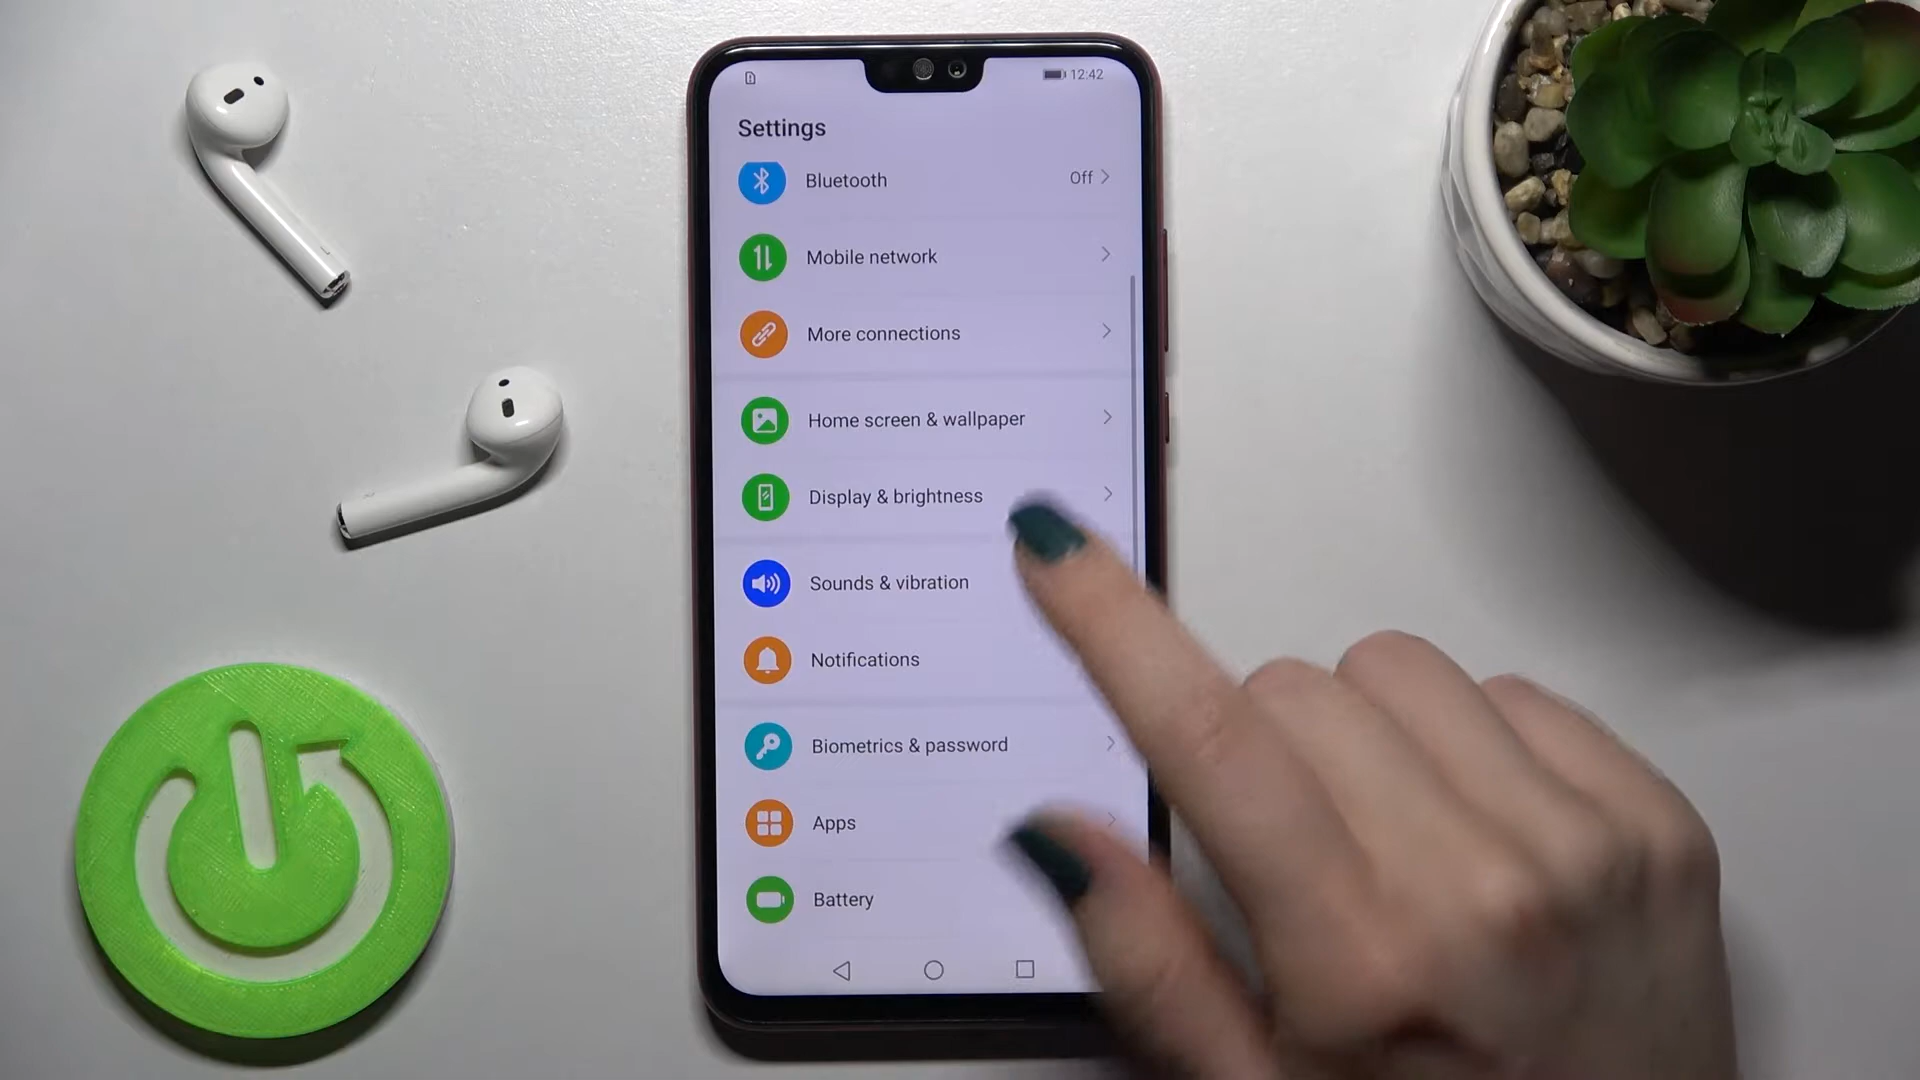 12:42
Settings
Bluetooth Off
Mobile network
More connections
Home screen & wallpaper
Display & brightness
Sounds & vibration
Notifications
Biometrics & password
Apps
Battery